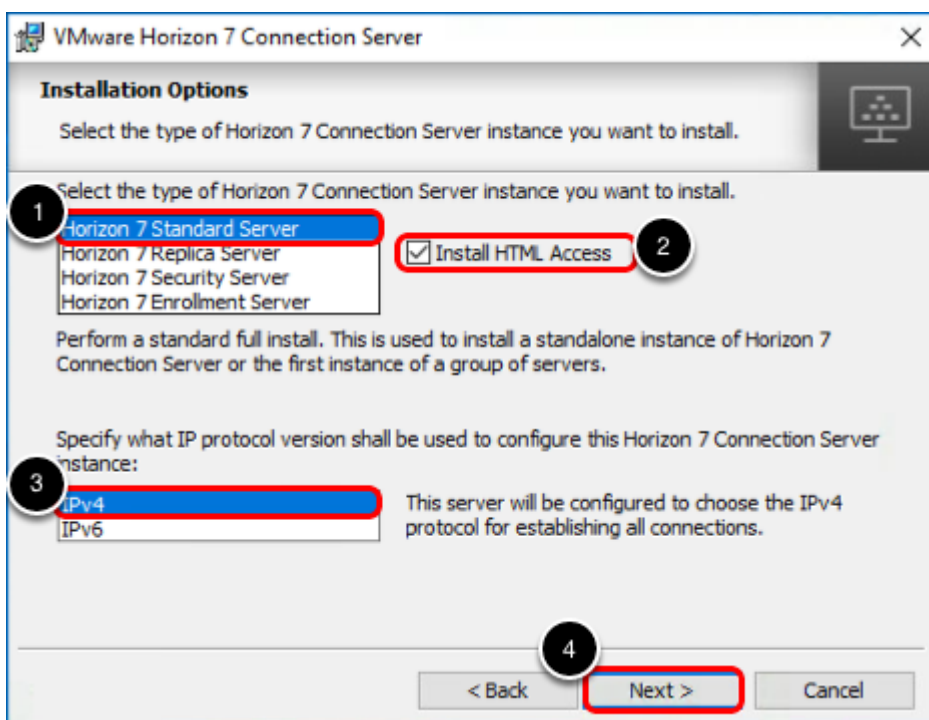 VMware Horizon 7 Connection Server
Installation Options
Select the type of Horizon 7 Connection Server instance you want to install.
Select the type of Horizon 7 Connection Server instance you want to install.
1
Horizon 7 Standard Server
Horizon 7 Replica Server
Horizon 7 Security Server
Horizon 7 Enrollment Server
Install HTML Access
2
Perform a standard full install. This is used to install a standalone instance of Horizon 7
Connection Server or the first instance of a group of servers.
Specify what IP protocol version shall be used to configure this Horizon 7 Connection Server
instance:
3
IPv4
IPv6
This server will be configured to choose the IPv4
protocol for establishing all connections.
4
< Back
Next >
Cancel